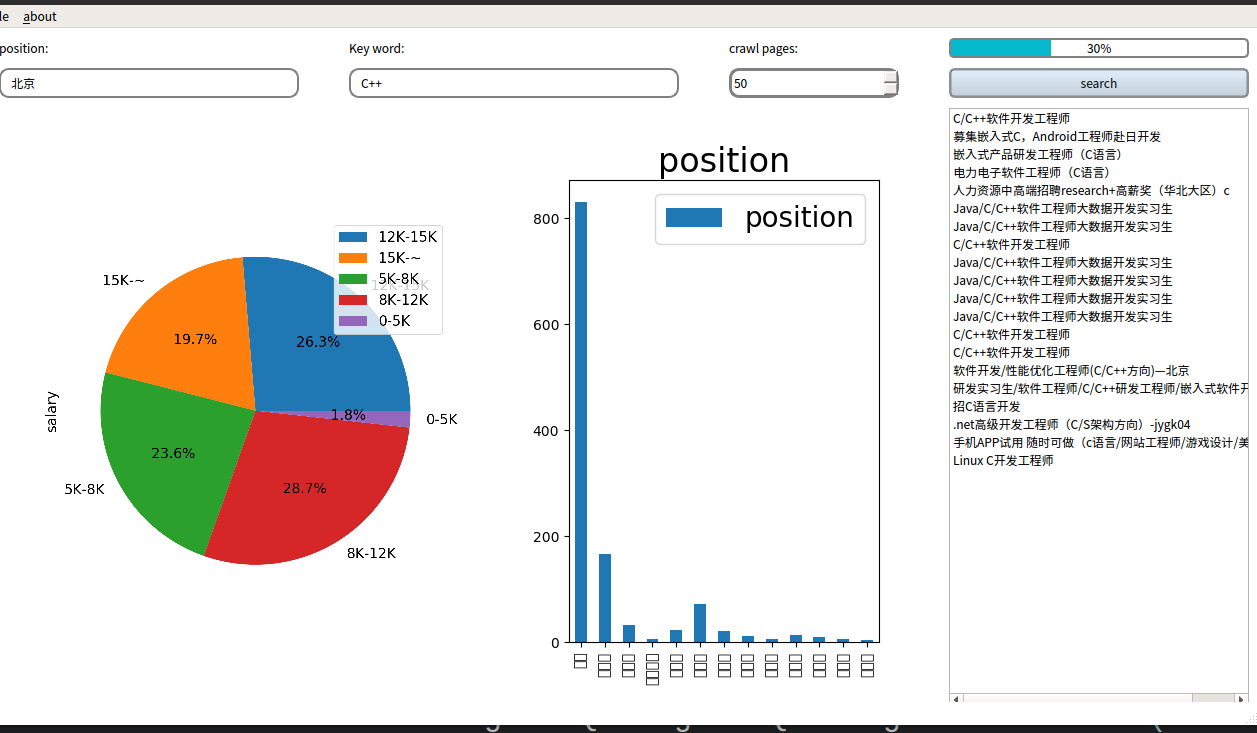 le about
position: Key word: crawl pages: 30%
北京 C++ 50 search
position
position
800
600
400
200
0
12K-15K
15K-~
5K-8K
8K-12K
0-5K
12K-15K
15K-~
19.7%
26.3%
salary
1.8%
0-5K
23.6%
28.7%
5K-8K
8K-12K
C/C++软件开发工程师
募集嵌入式C，Android工程师赴日开发
嵌入式产品研发工程师（C语言）
电力电子软件工程师（C语言）
人力资源中高端招聘research+高薪奖（华北大区）c
Java/C/C++软件工程师大数据开发实习生
Java/C/C++软件工程师大数据开发实习生
C/C++软件开发工程师
Java/C/C++软件工程师大数据开发实习生
Java/C/C++软件工程师大数据开发实习生
Java/C/C++软件工程师大数据开发实习生
Java/C/C++软件工程师大数据开发实习生
C/C++软件开发工程师
C/C++软件开发工程师
软件开发/性能优化工程师(C/C++方向)—北京
研发实习生/软件工程师/C/C++研发工程师/嵌入式软件开
招C语言开发
.net高级开发工程师（C/S架构方向）-jygk04
手机APP试用 随时可做（c语言/网站工程师/游戏设计/美
Linux C开发工程师